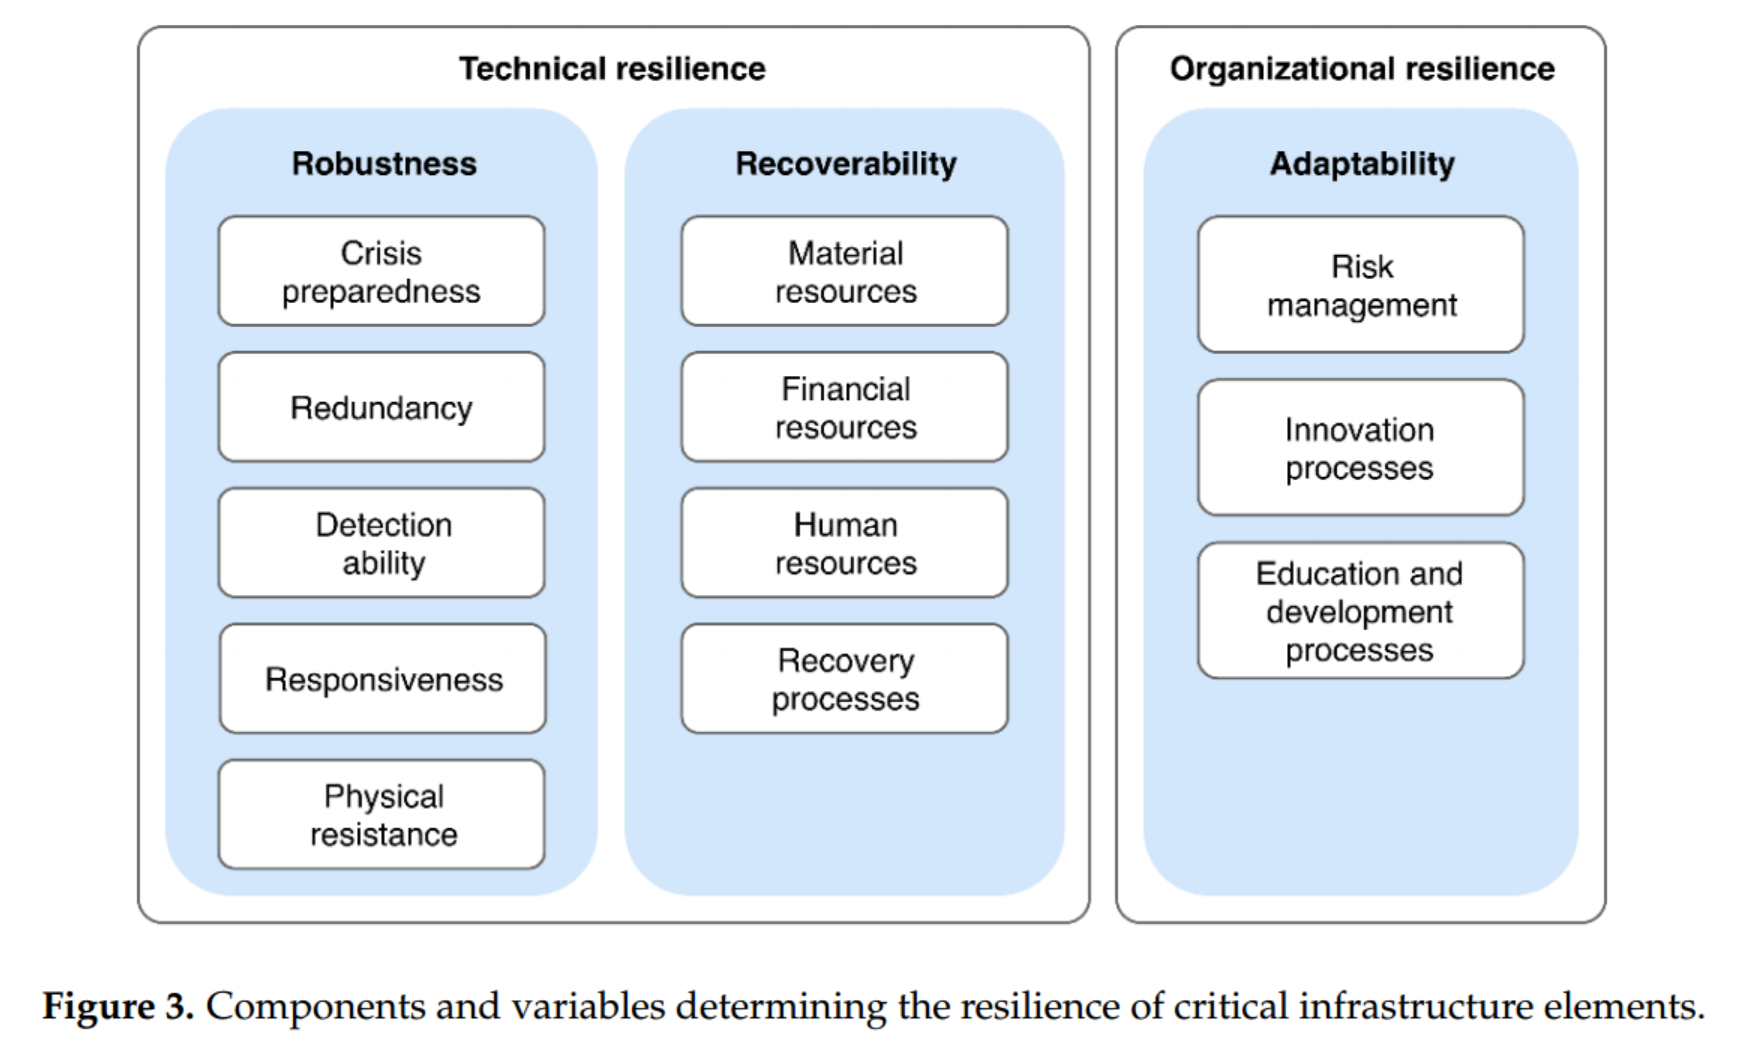 Technical resilience
Robustness
Crisis
preparedness
Redundancy
Detection
ability
Responsiveness
Physical
resistance
Recoverability
Material
resources
Financial
resources
Human
resources
Recovery
processes
Organizational resilience
Adaptability
Risk
management
Innovation
processes
Education and
development
processes
Figure 3. Components and variables determining the resilience of critical infrastructure elements.